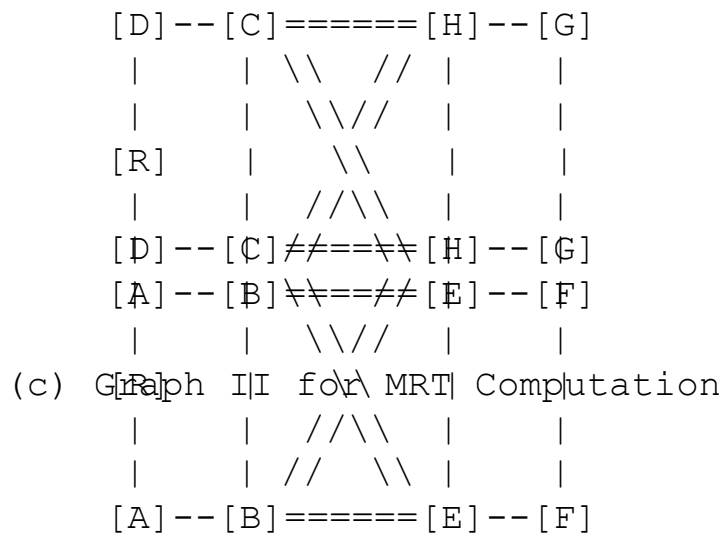 [D]--[C]======[H]--[G]
| | \\ // | |
| | \\// | |
[R] | \\ | |
| | //\\ | |
[D]--[C]======[H]--[G]
[A]--[B]======[E]--[F]
| | \\// | |
(c) Graph II for MRT Computation
[R] | \\ | |
| | //\\ | |
| | // \\ | |
[A]--[B]======[E]--[F]